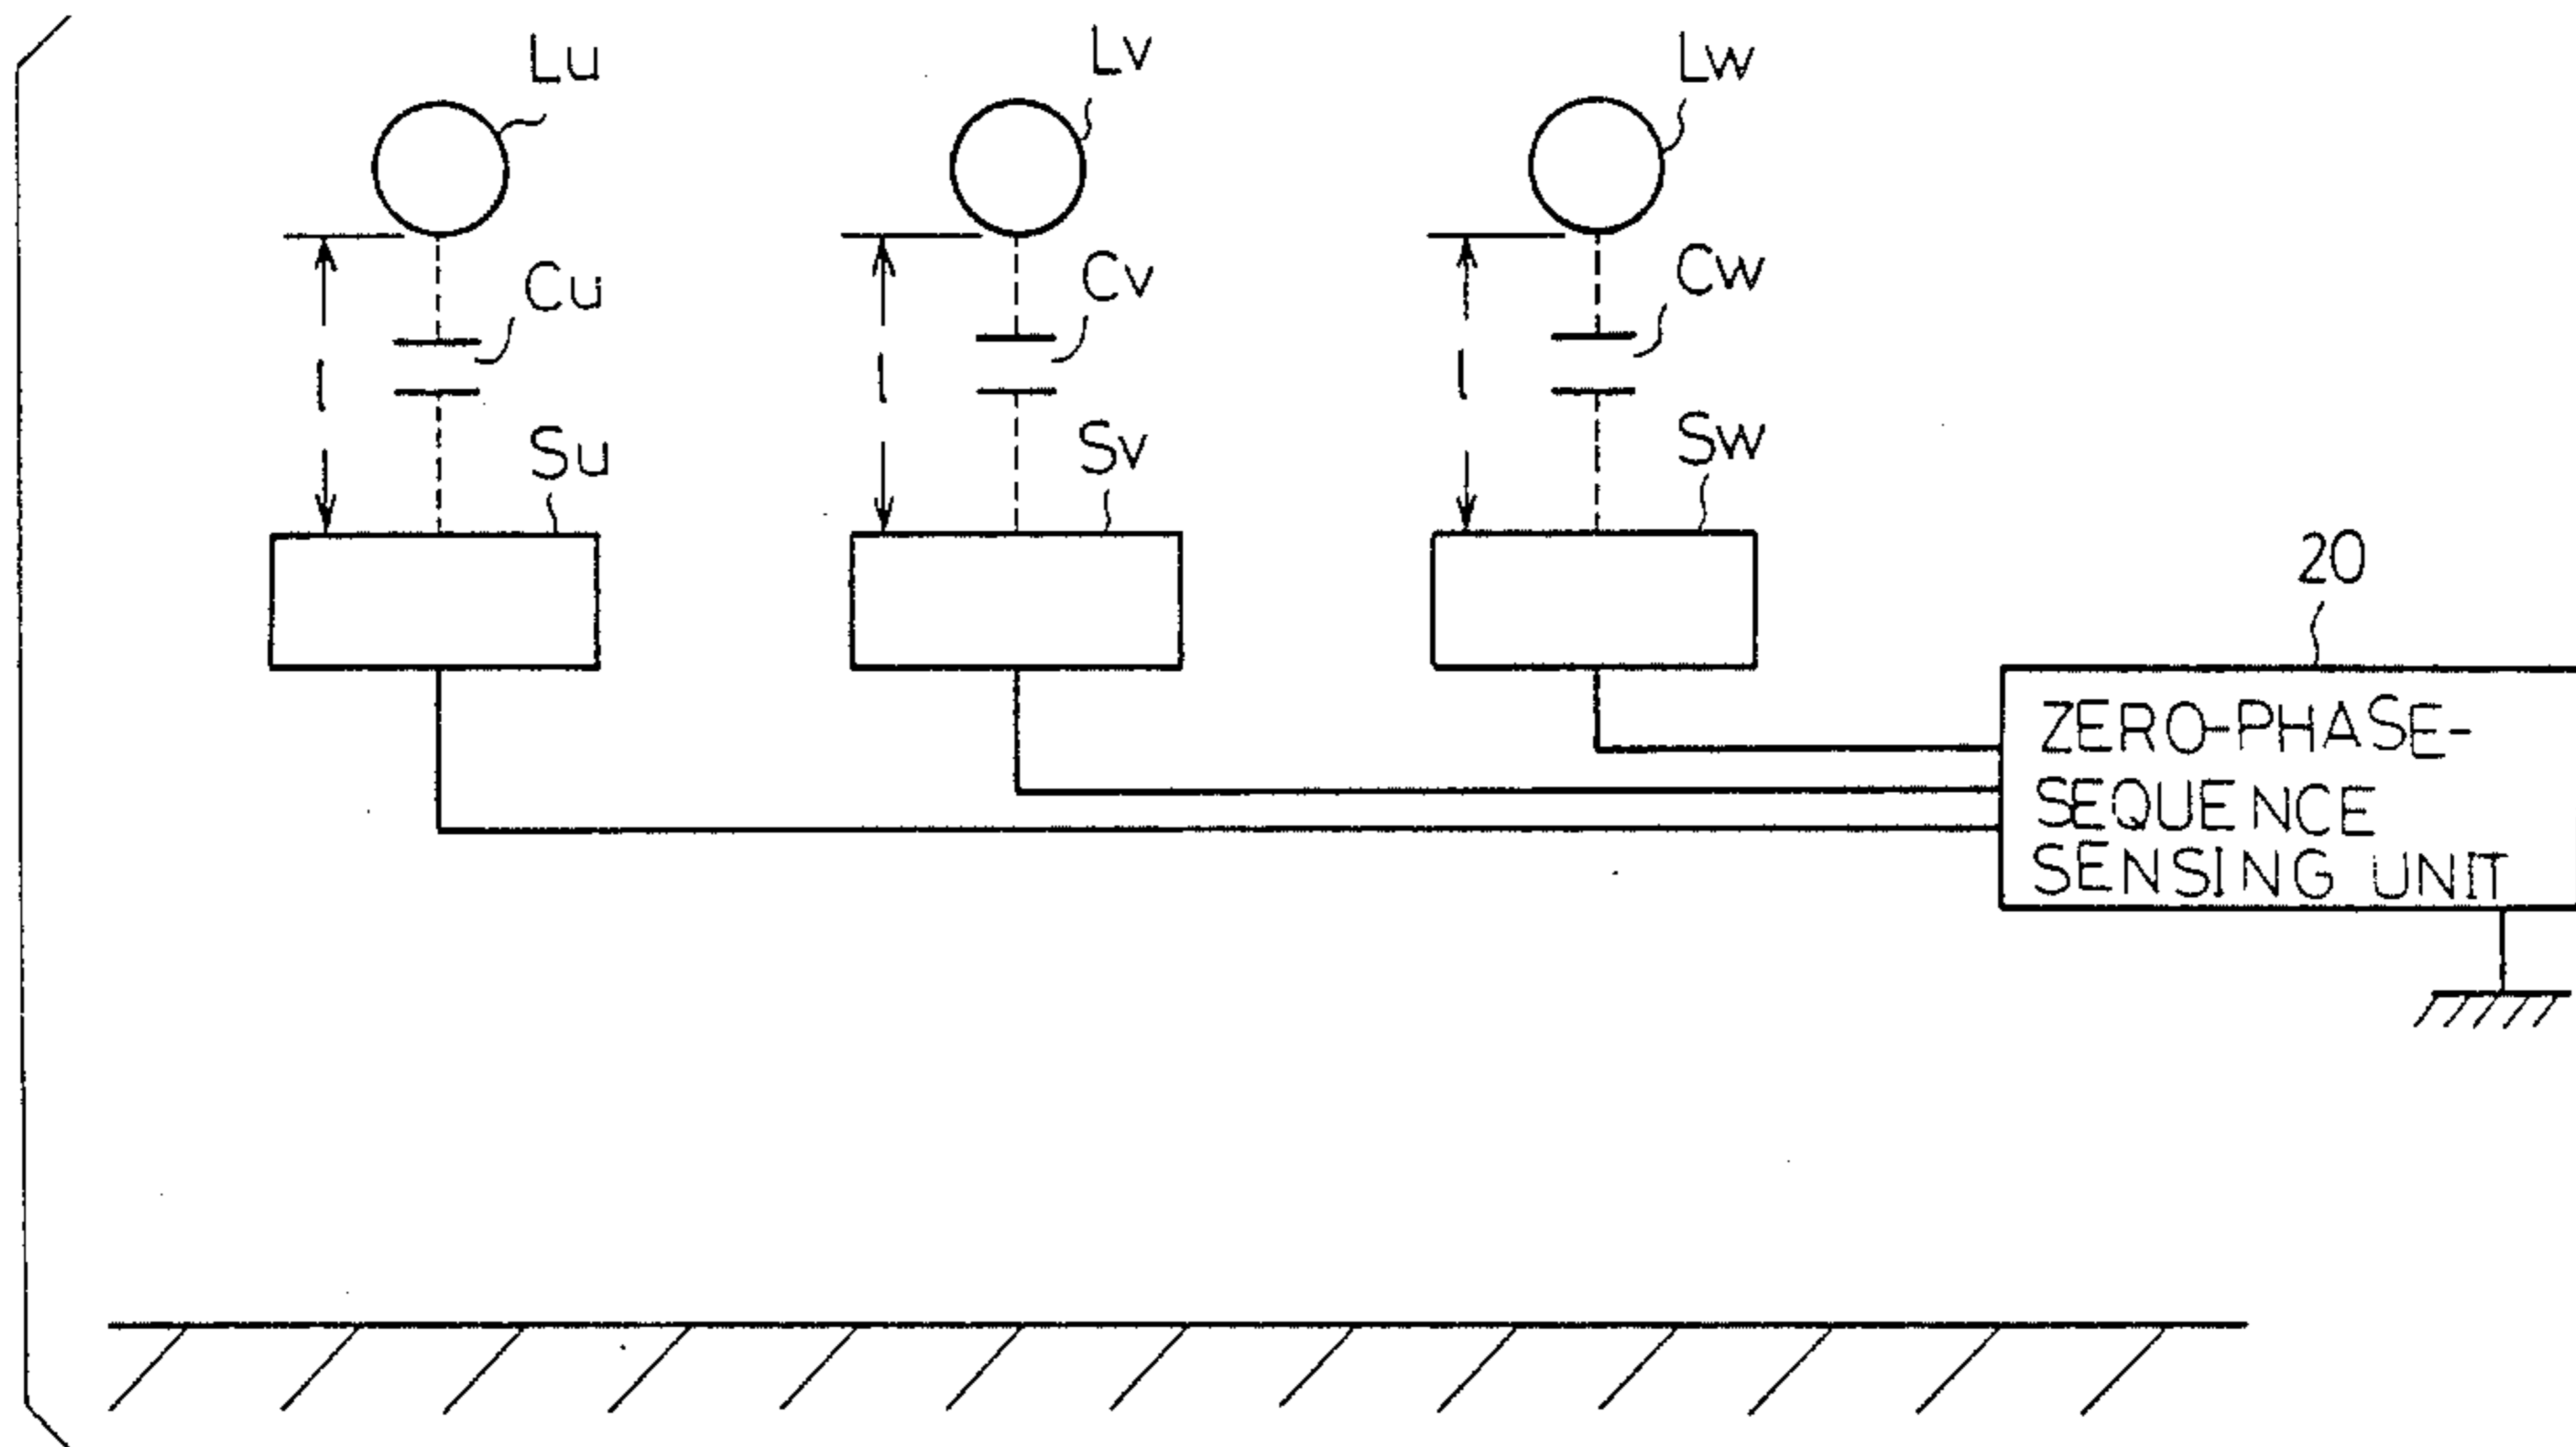 Lu
Lv
Lw
Cu
Cv
Cw
l
l
l
Su
Sv
Sw
20
ZERO-PHASE-
SEQUENCE
SENSING UNIT